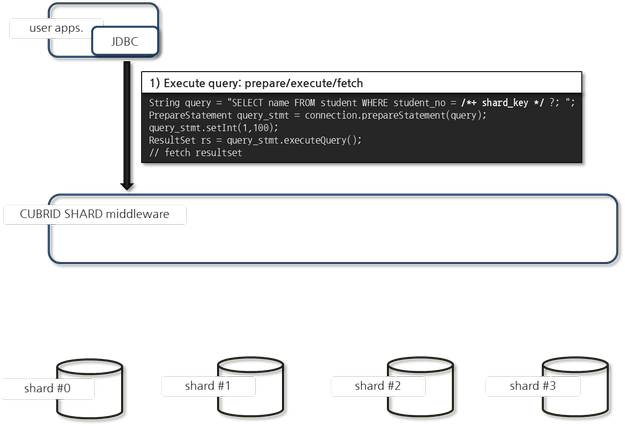 user apps.
JDBC
1) Execute query: prepare/execute/fetch
String query = "SELECT name FROM student WHERE student_no = /*+ shard_key */ ?; ";
PrepareStatement query_stmt = connection.prepareStatement(query);
query_stmt.setInt(1,100);
ResultSet rs = query_stmt.executeQuery();
// fetch resultset
CUBRID SHARD middleware
shard #0
shard #1
shard #2
shard #3